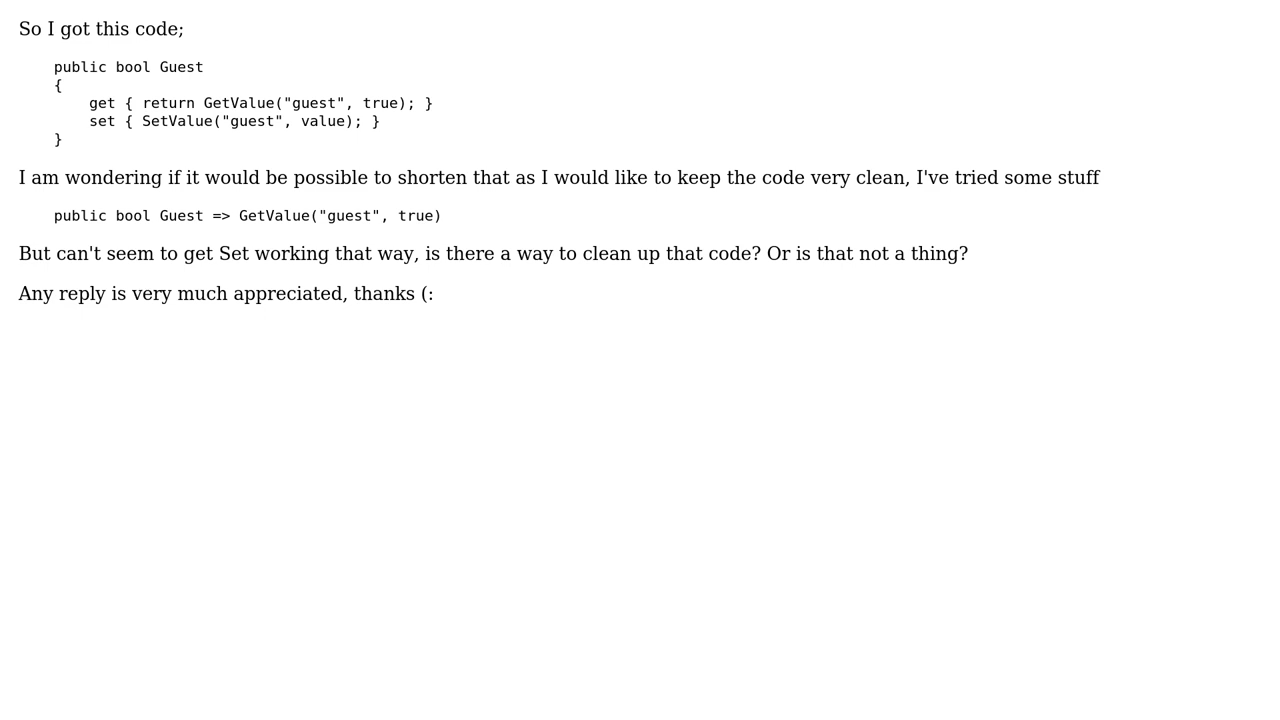 So I got this code;
public bool Guest
{
get { return GetValue("guest", true); }
set { SetValue("guest", value); }
}
I am wondering if it would be possible to shorten that as I would like to keep the code very clean, I've tried some stuff
public bool Guest => GetValue("guest", true)
But can't seem to get Set working that way, is there a way to clean up that code? Or is that not a thing?
Any reply is very much appreciated, thanks (: